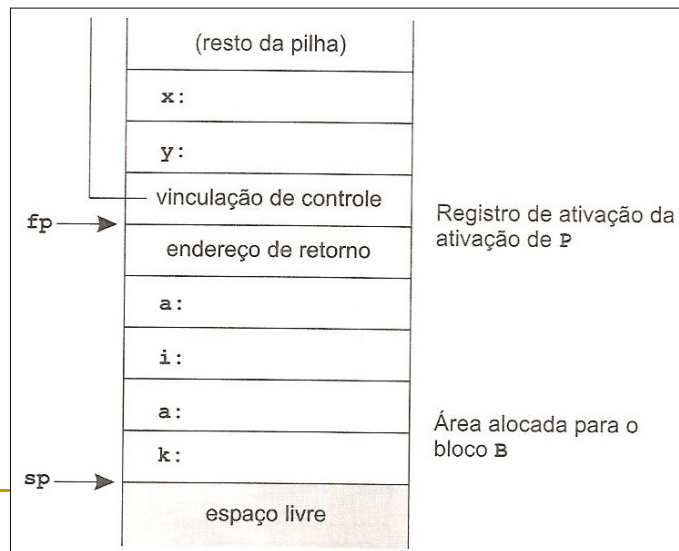 (resto da pilha)
x:
y:
vinculação de controle
fp
endereço de retorno
Registro de ativação da
ativação de P
a:
i:
a:
k:
Área alocada para o
bloco B
sp
espaço livre